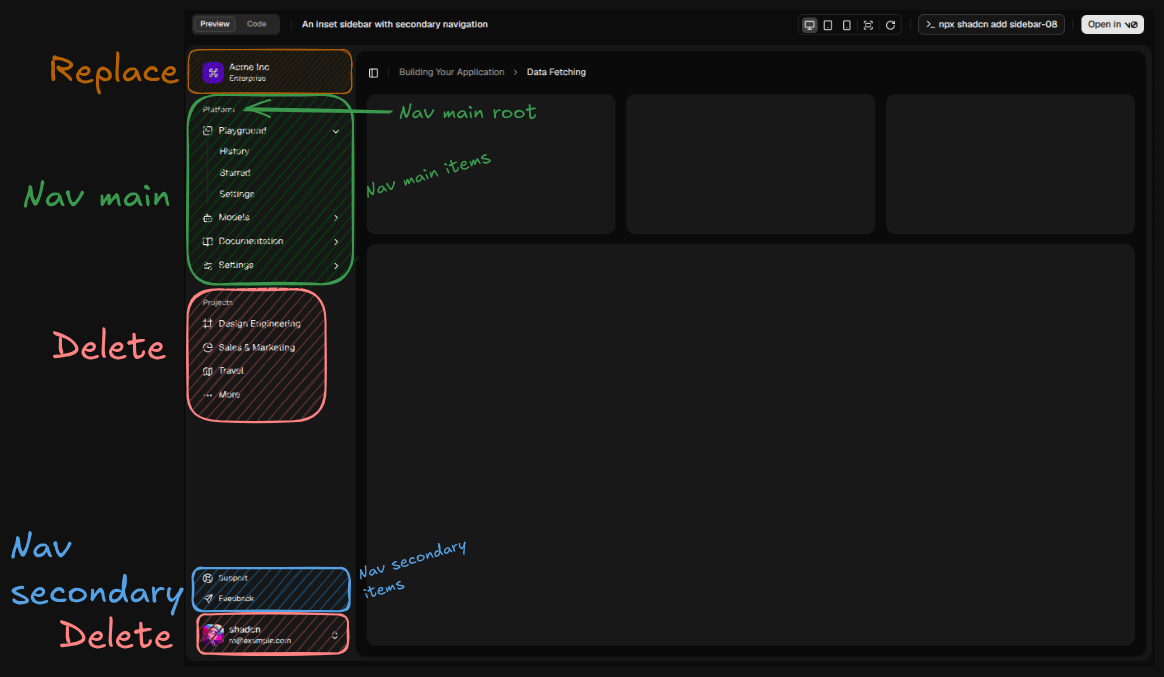 Preview
Code
An inset sidebar with secondary navigation
>_ npx shadcn add sidebar-08
Open in v0
Replace
Acme Inc
Enterprise
Building Your Application > Data Fetching
Nav main
Platform
Nav main root
Playground
History
Starred
Settings
Nav main items
Models
Documentation
Settings
Delete
Projects
Design Engineering
Sales & Marketing
Travel
More
Nav
secondary
Support
Feedback
Nav secondary
items
Delete
shadcn
m@example.com